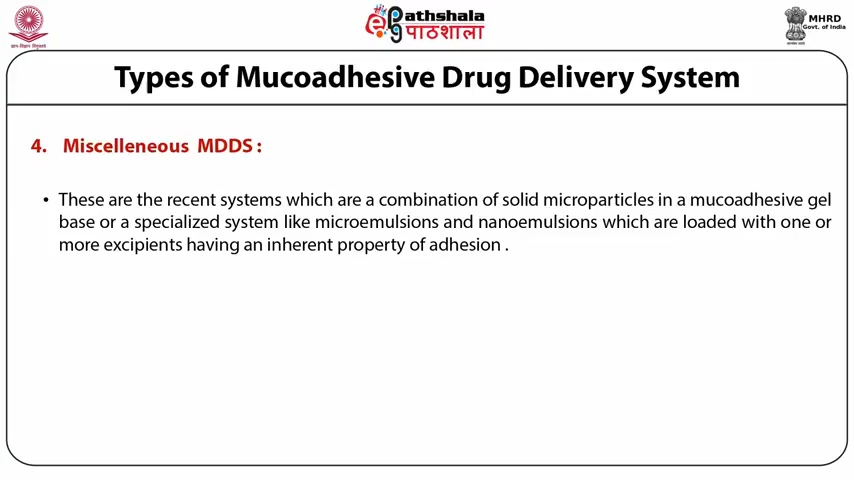 ePathshala
पाठशाला
MHRD
Govt. of India
Types of Mucoadhesive Drug Delivery System
4. Miscelleneous MDDS :
• These are the recent systems which are a combination of solid microparticles in a mucoadhesive gel
base or a specialized system like microemulsions and nanoemulsions which are loaded with one or
more excipients having an inherent property of adhesion .